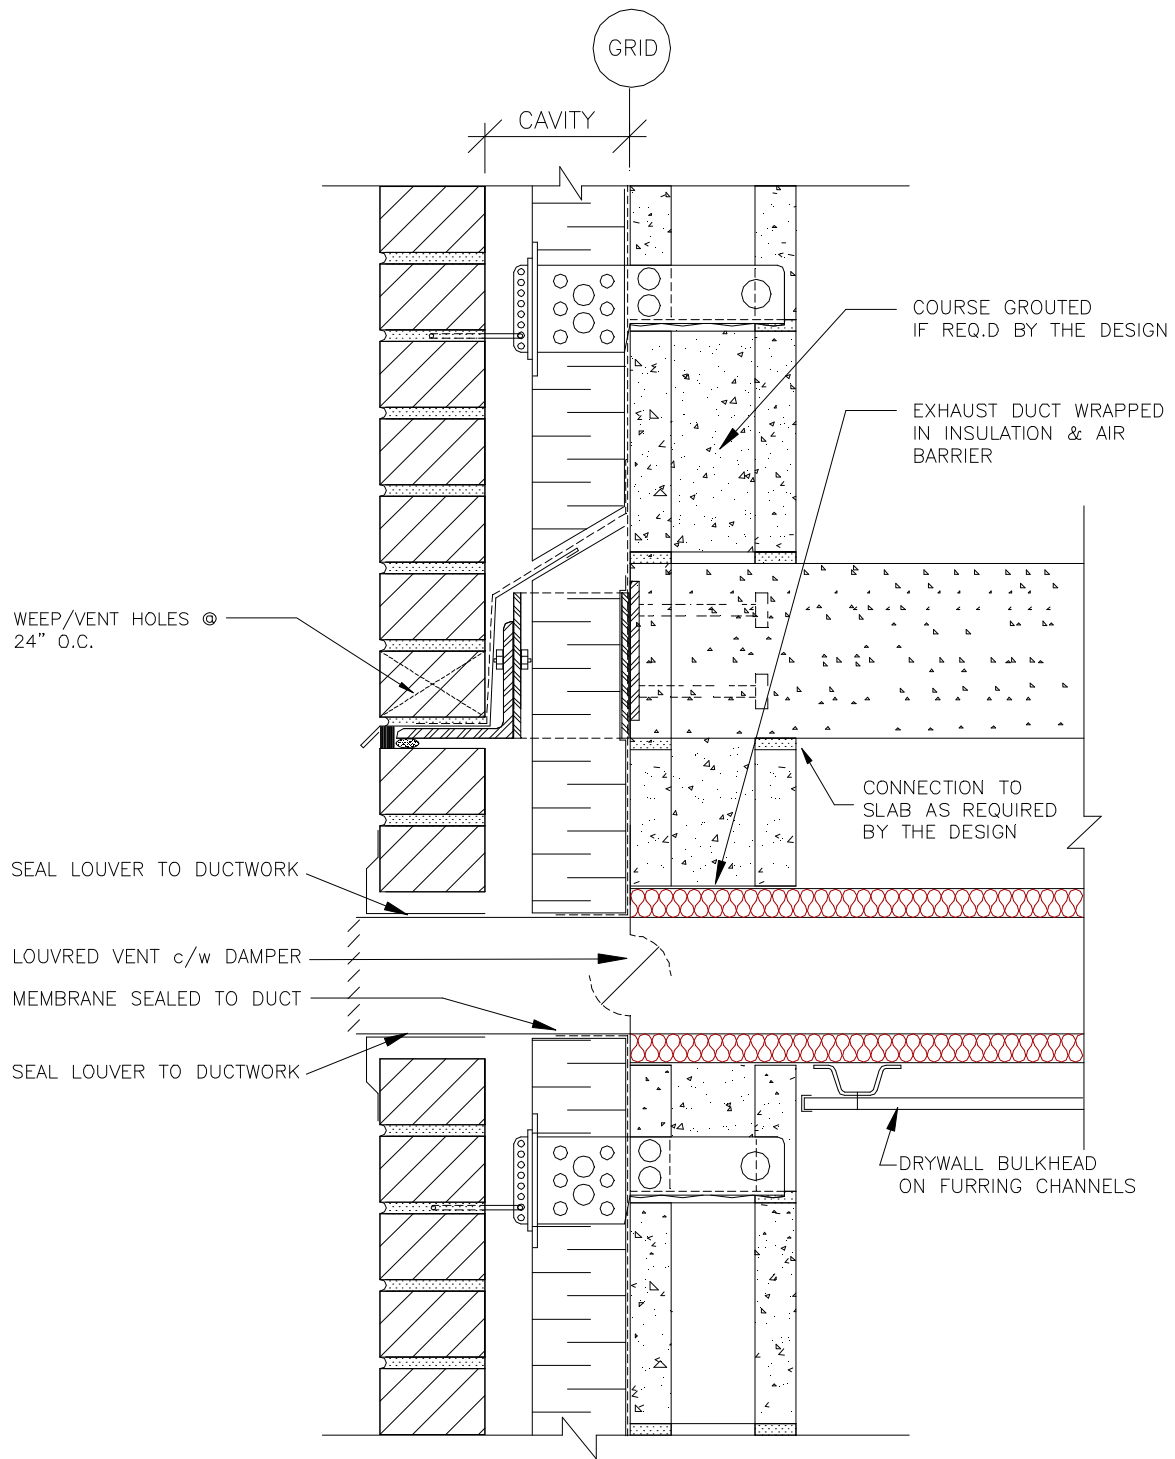 GRID
CAVITY
COURSE GROUTED
IF REQ.D BY THE DESIGN
EXHAUST DUCT WRAPPED
IN INSULATION & AIR
BARRIER
WEEP/VENT HOLES @
24" O.C.
CONNECTION TO
SLAB AS REQUIRED
BY THE DESIGN
SEAL LOUVER TO DUCTWORK
LOUVRED VENT c/w DAMPER
MEMBRANE SEALED TO DUCT
SEAL LOUVER TO DUCTWORK
DRYWALL BULKHEAD
ON FURRING CHANNELS